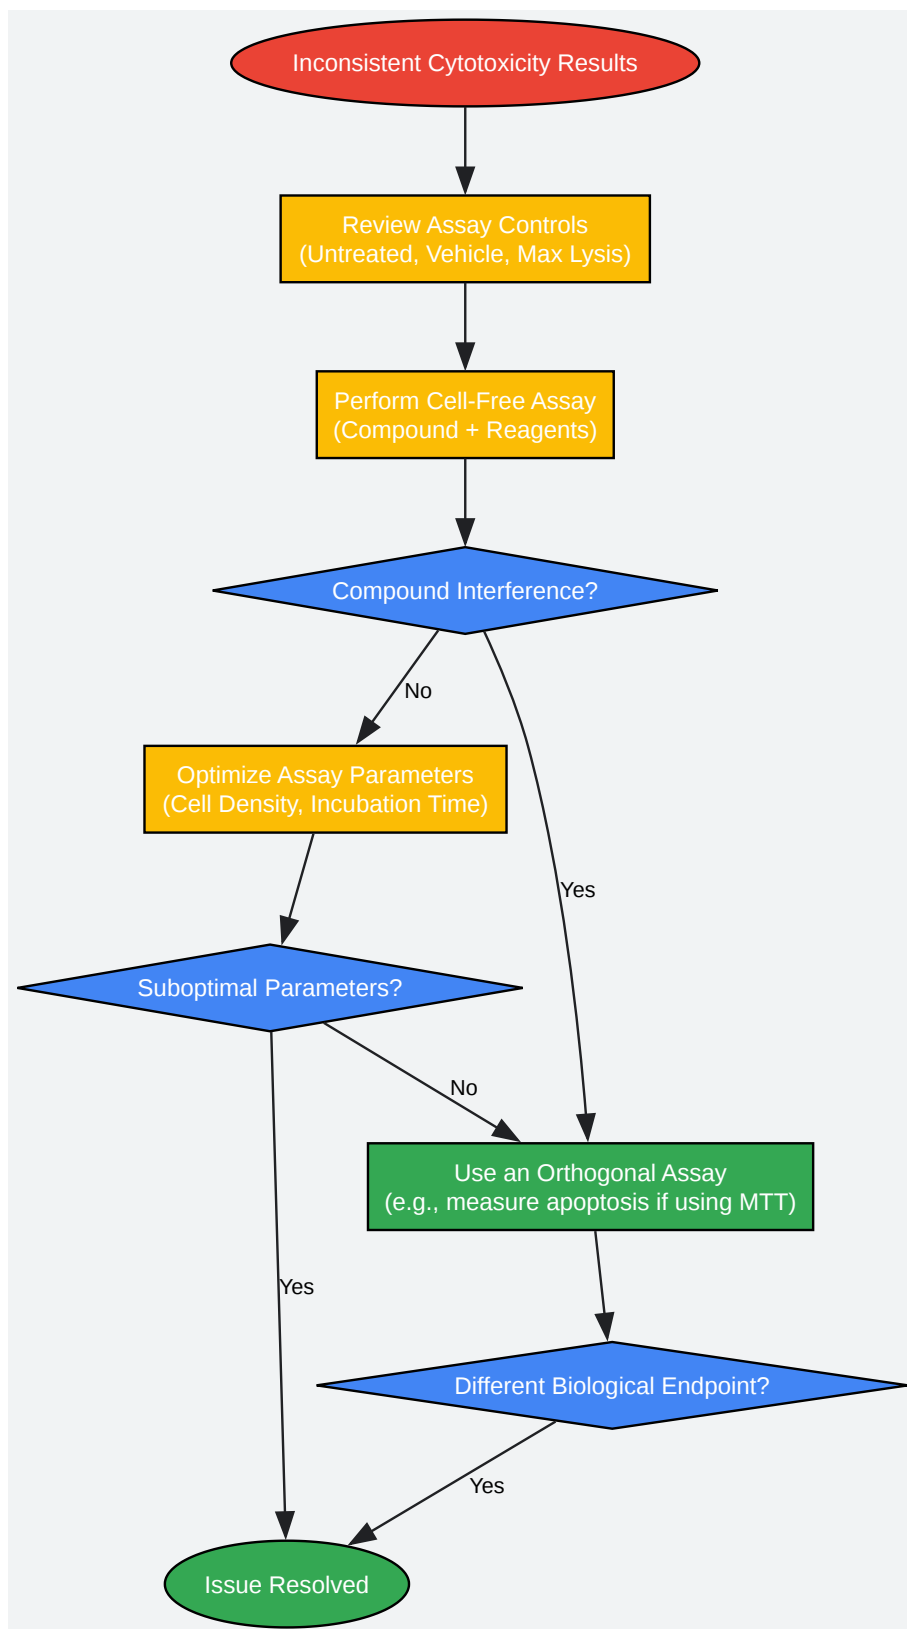 Inconsistent Cytotoxicity Results
Review Assay Controls
(Untreated, Vehicle, Max Lysis)
Perform Cell-Free Assay
(Compound + Reagents)
Compound Interference?
No
Optimize Assay Parameters
(Cell Density, Incubation Time)
Yes
Suboptimal Parameters?
No
Use an Orthogonal Assay
(e.g., measure apoptosis if using MTT)
Yes
Different Biological Endpoint?
Yes
Issue Resolved